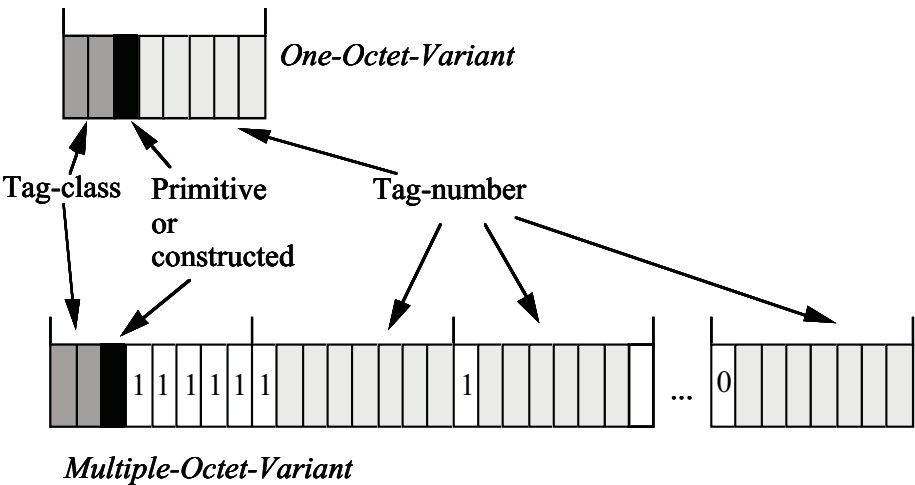 One-Octet-Variant
Tag-class
Primitive
or
constructed
Tag-number
1 1 1 1 1 1 1 ... 0
Multiple-Octet-Variant